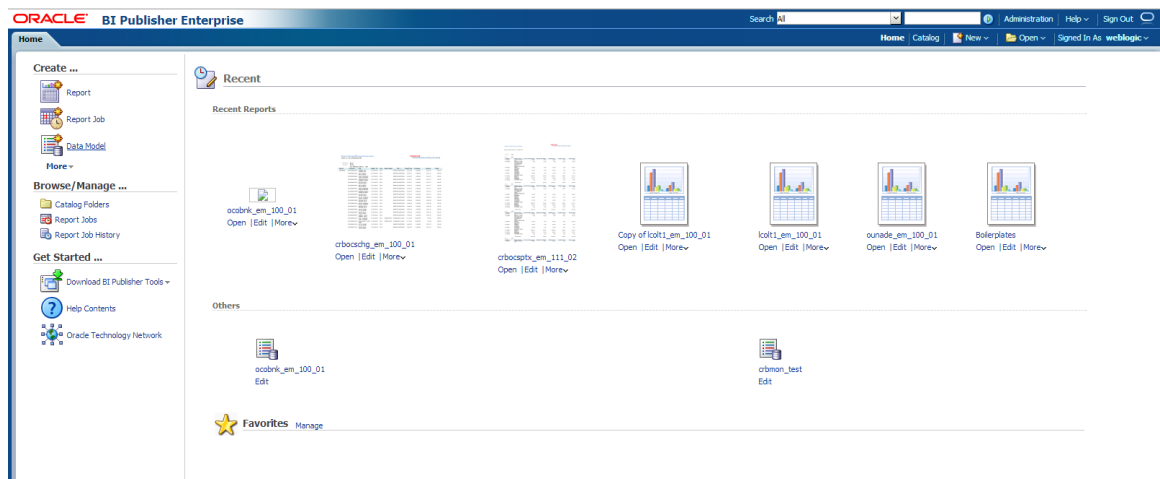 ORACLE BI Publisher Enterprise
Search All Administration Help Sign Out
Home
Home Catalog New Open Signed In As weblogic
Create ...
Report
Report Job
Data Model
More
Browse/Manage ...
Catalog Folders
Report Jobs
Report Job History
Get Started ...
Download BI Publisher Tools
Help Contents
Oracle Technology Network
Recent
Recent Reports
ocobnk_em_100_01
Open |Edit |More
crbocschg_em_100_01
Open |Edit |More
crbocsptx_em_111_02
Open |Edit |More
Copy of lcolt1_em_100_01
Open |Edit |More
lcolt1_em_100_01
Open |Edit |More
ounade_em_100_01
Open |Edit |More
Boilerplates
Open |Edit |More
Others
ocobnk_em_100_01
Edit
crbmon_test
Edit
Favorites Manage